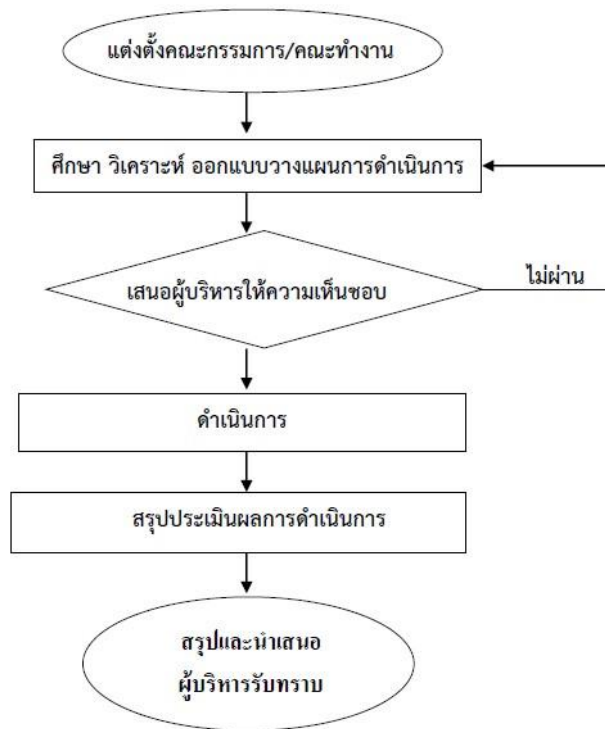 แต่งตั้งคณะกรรมการ/คณะทำงาน
ศึกษา วิเคราะห์ ออกแบบวางแผนการดำเนินการ
เสนอผู้บริหารให้ความเห็นชอบ
ไม่ผ่าน
ดำเนินการ
สรุปประเมินผลการดำเนินการ
สรุปและนำเสนอ
ผู้บริหารรับทราบ